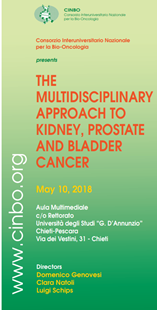 CINBO
Consorzio Interuniversitario Nazionale
per la Bio-Oncologia
Consorzio Interuniversitario Nazionale
per la Bio-Oncologia
presents
THE
MULTIDISCIPLINARY
APPROACH TO
KIDNEY, PROSTATE
AND BLADDER
CANCER
May 10, 2018
Aula Multimediale
c/o Rettorato
Università degli Studi "G. D'Annunzio"
Chieti-Pescara
Via dei Vestini, 31 - Chieti
Directors
Domenico Genovesi
Clara Natoli
Luigi Schips
www.cinbo.org